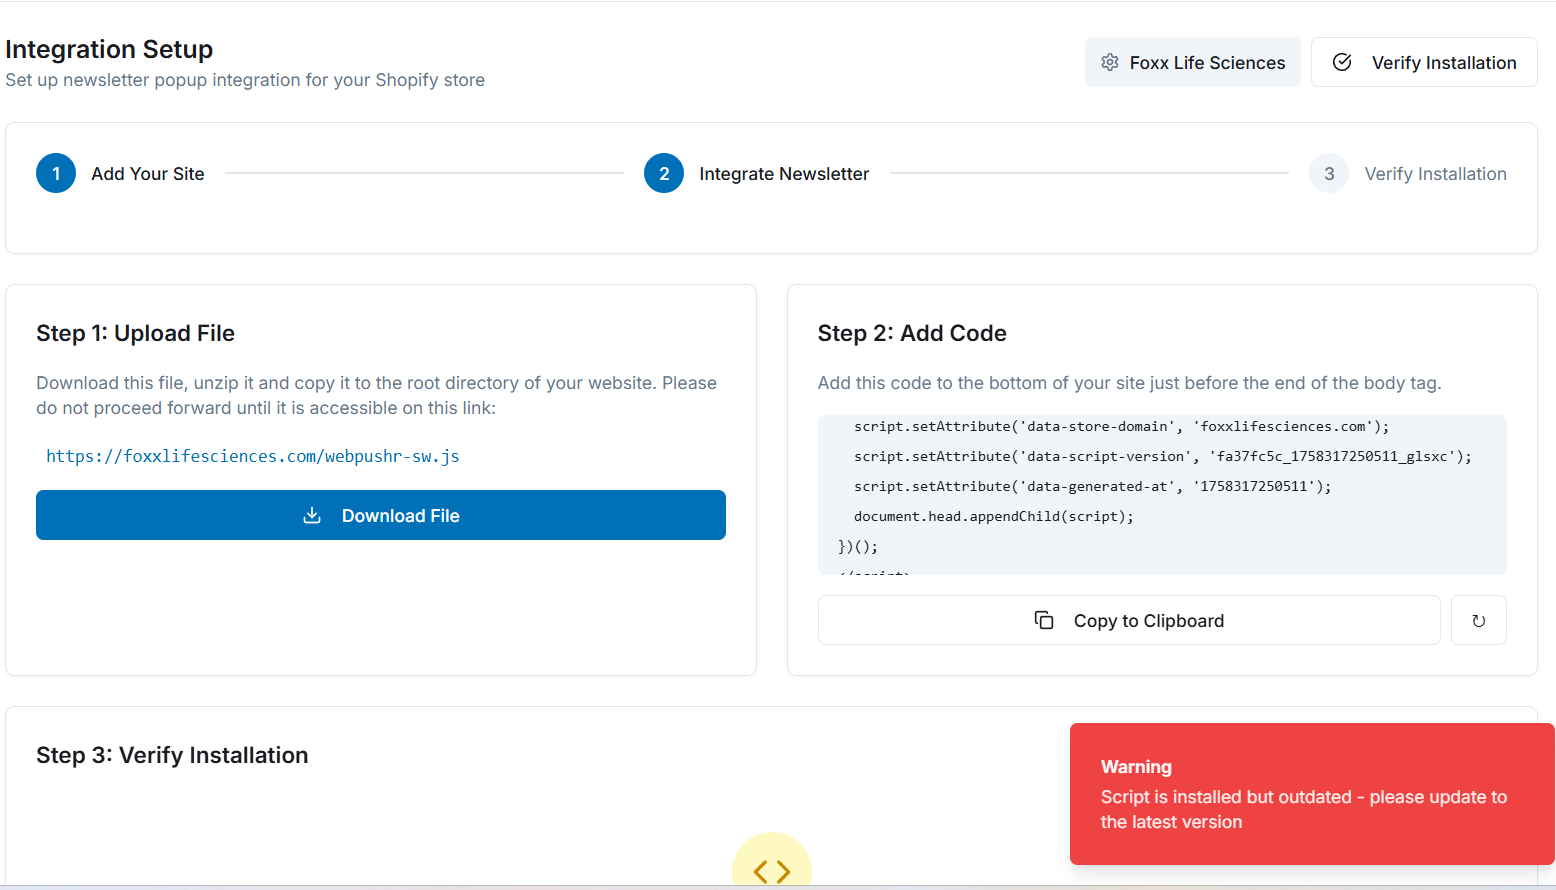 Integration Setup
Set up newsletter popup integration for your Shopify store
Foxx Life Sciences
Verify Installation
1 Add Your Site
2 Integrate Newsletter
3 Verify Installation
Step 1: Upload File
Download this file, unzip it and copy it to the root directory of your website. Please
do not proceed forward until it is accessible on this link:
https://foxxlifesciences.com/webpushr-sw.js
Download File
Step 2: Add Code
Add this code to the bottom of your site just before the end of the body tag.
script.setAttribute('data-store-domain', 'foxxlifesciences.com');
script.setAttribute('data-script-version', 'fa37fc5c_1758317250511_glsxc');
script.setAttribute('data-generated-at', '1758317250511');
document.head.appendChild(script);
})();
Copy to Clipboard
Step 3: Verify Installation
Warning
Script is installed but outdated - please update to
the latest version